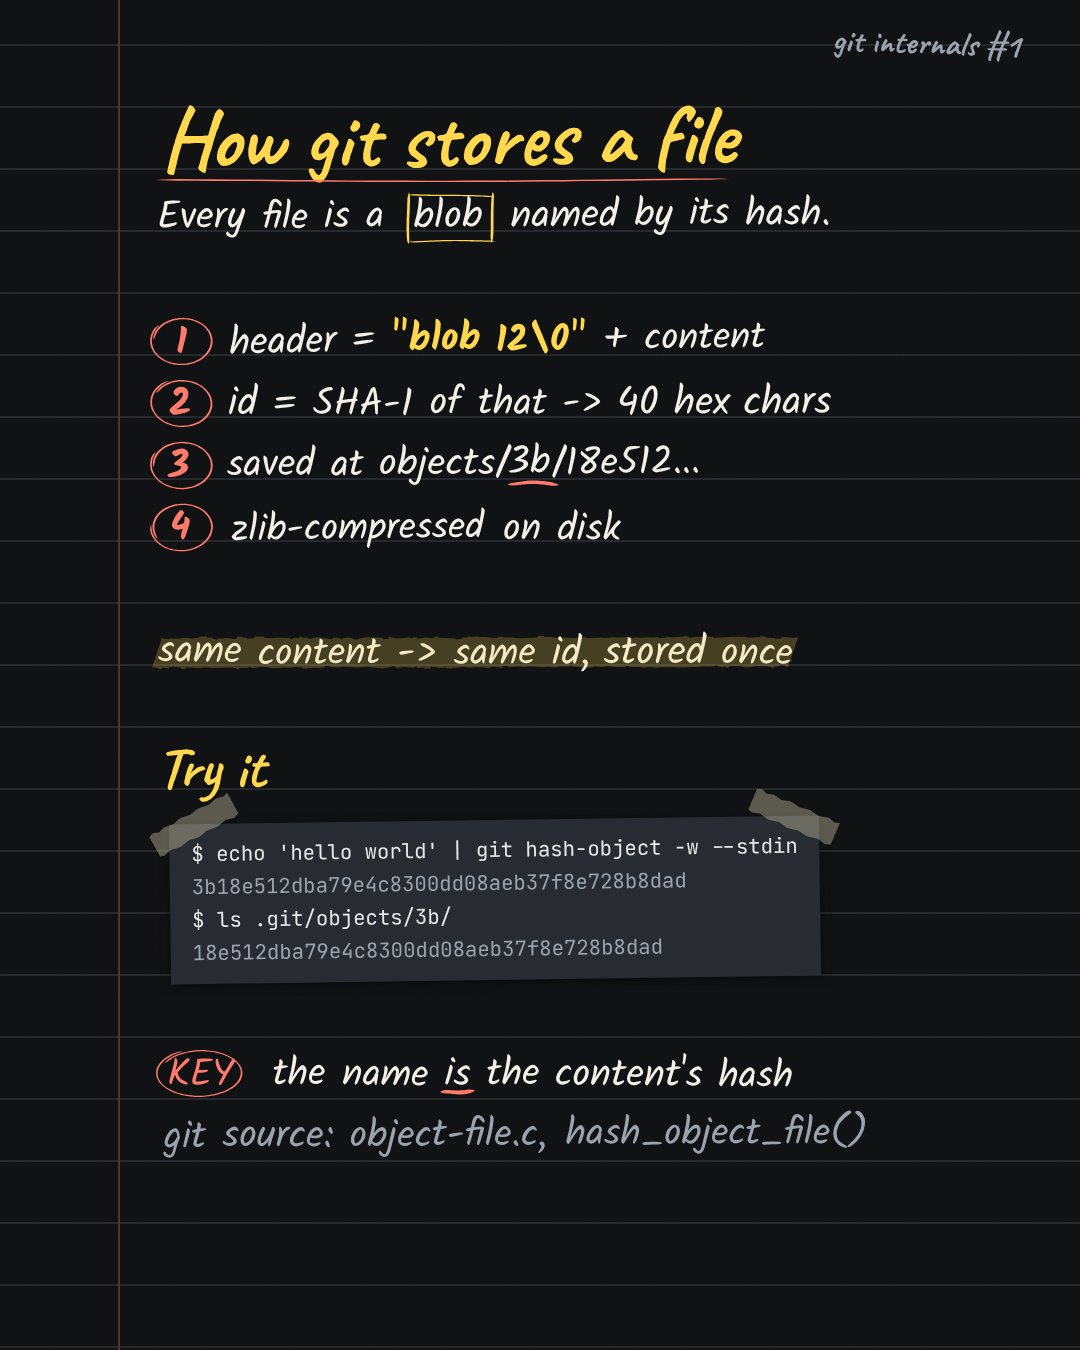 git internals #1
How git stores a file
Every file is a blob named by its hash.
1 header = "blob 12\0" + content
2 id = SHA-1 of that -> 40 hex chars
3 saved at objects/3b/18e512...
4 zlib-compressed on disk
same content -> same id, stored once
Try it
$ echo 'hello world' | git hash-object -w --stdin
3b18e512dba79e4c8300dd08aeb37f8e728b8dad
$ ls .git/objects/3b/
18e512dba79e4c8300dd08aeb37f8e728b8dad
KEY the name is the content's hash
git source: object-file.c, hash_object_file()